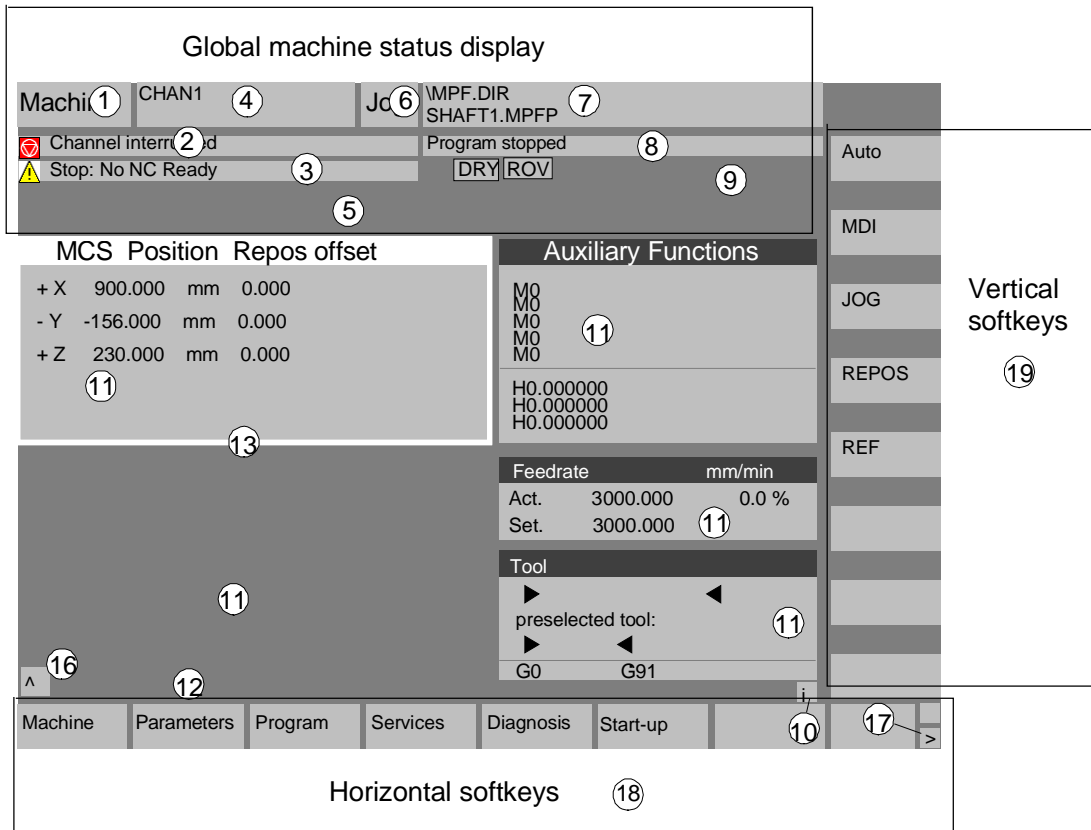 Global machine status display
Machi 1 CHAN1 4 Jo 6 \MPF.DIR 7
SHAFT1.MPFP
Channel interru 2 ed Program stopped 8
Stop: No NC Ready 3 DRY ROV 9
5
Auto
MDI
JOG
REPOS
REF
Vertical
softkeys
19
MCS Position Repos offset
+ X 900.000 mm 0.000
- Y -156.000 mm 0.000
+ Z 230.000 mm 0.000
11
13
Auxiliary Functions
M0
M0
M0
M0
M0
11
H0.000000
H0.000000
H0.000000
Feedrate mm/min
Act. 3000.000 0.0 %
Set. 3000.000 11
Tool
preselected tool:
11
G0 G91
11
16
^
12
i
10
17
>
Machine Parameters Program Services Diagnosis Start-up
Horizontal softkeys 18